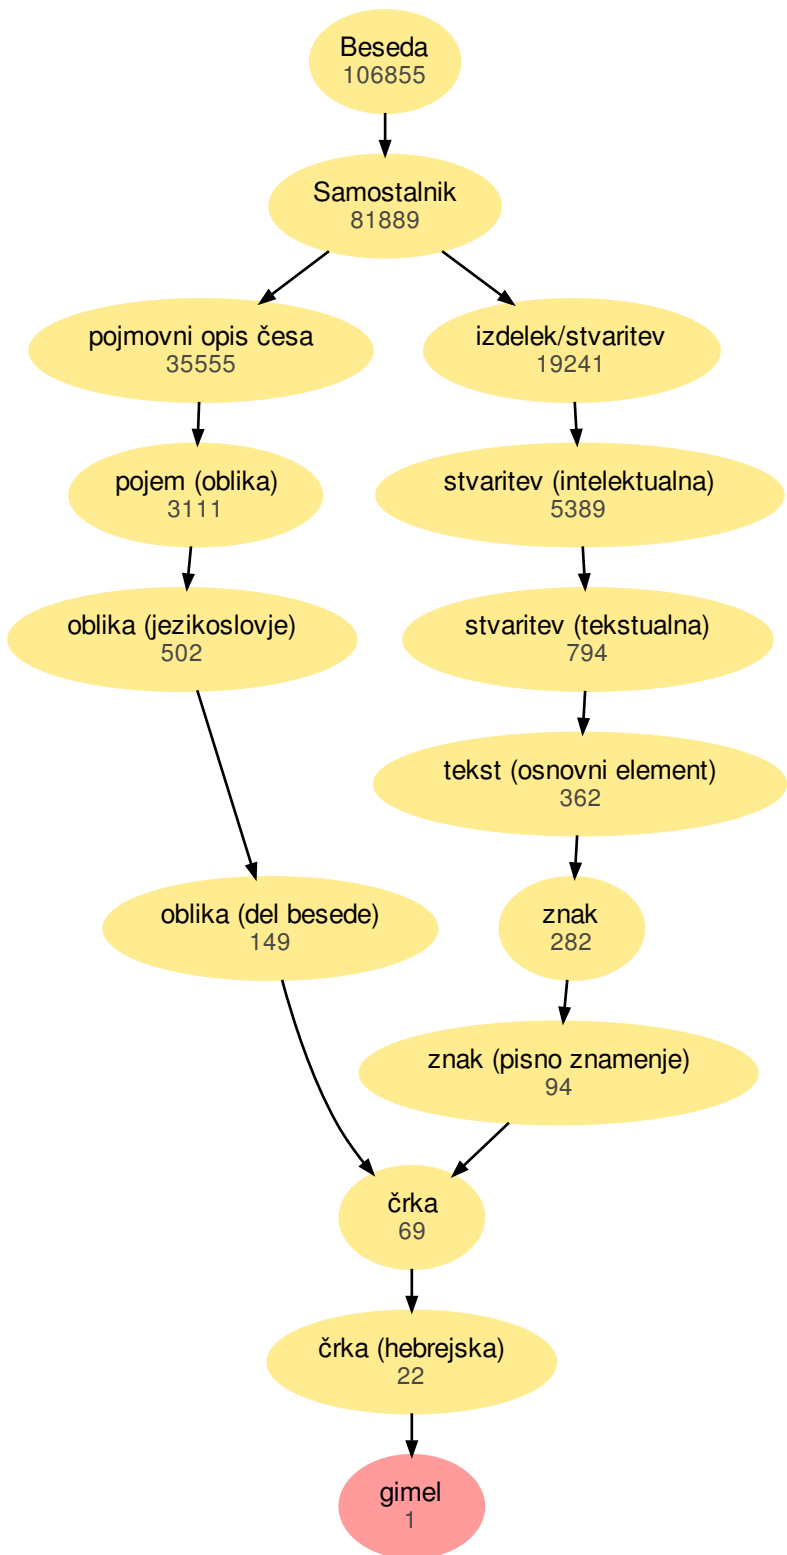 Beseda
106855
Samostalnik
81889
pojmovni opis česa
35555
izdelek/stvaritev
19241
pojem (oblika)
3111
stvaritev (intelektualna)
5389
oblika (jezikoslovje)
502
stvaritev (tekstualna)
794
tekst (osnovni element)
362
oblika (del besede)
149
znak
282
znak (pisno znamenje)
94
črka
69
črka (hebrejska)
22
gimel
1